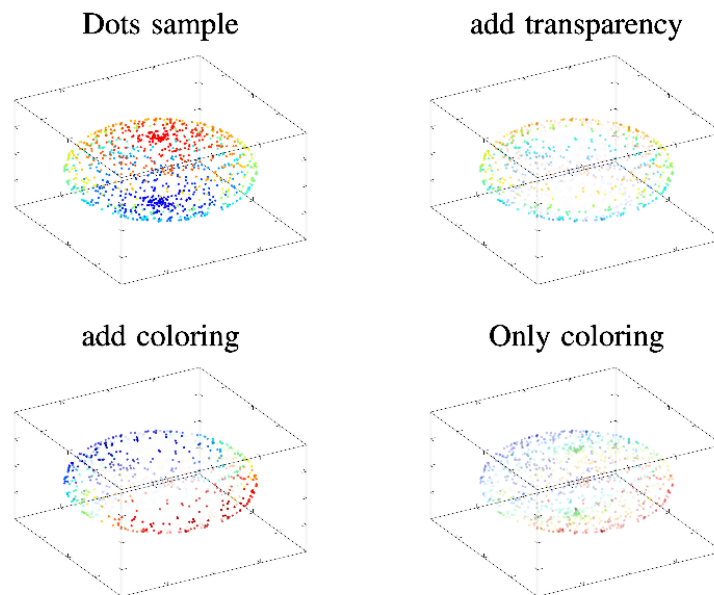 Dots sample
add transparency
add coloring
Only coloring